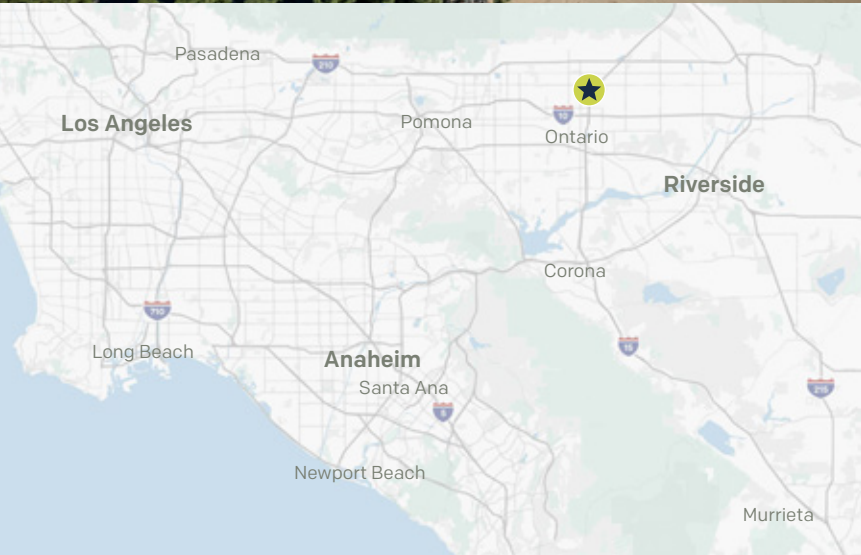 Pasadena
210
Los Angeles
Pomona
10
Ontario
Riverside
Corona
710
Long Beach
15
Anaheim
Santa Ana
215
5
Newport Beach
Murrieta